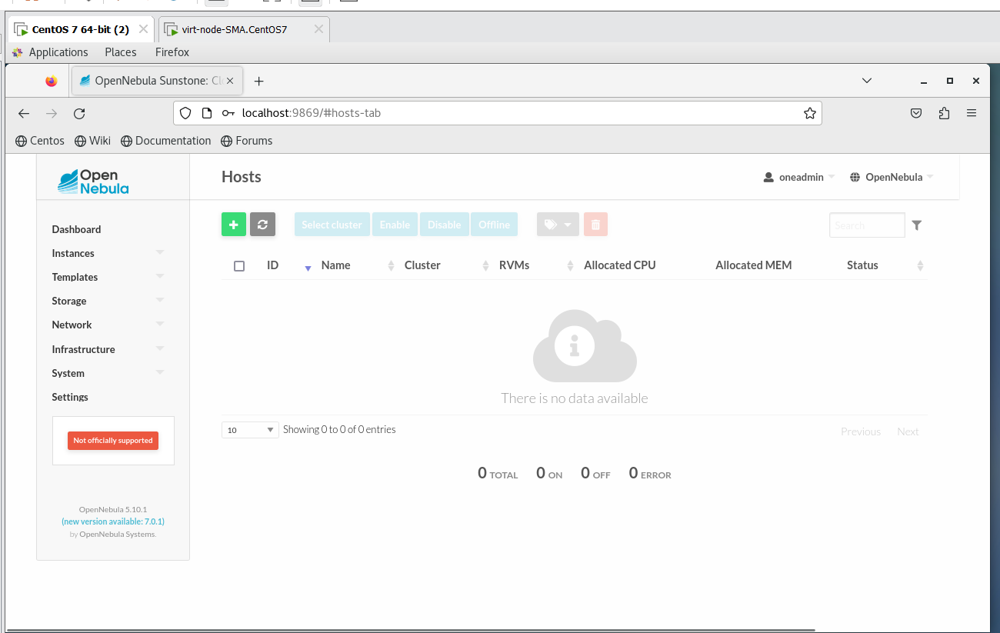 CentOS 7 64-bit (2) virt-node-SMA.CentOS7
Applications Places Firefox
OpenNebula Sunstone: Clo
localhost:9869/#hosts-tab
Centos Wiki Documentation Forums
Open
Nebula
Hosts
oneadmin OpenNebula
Select cluster Enable Disable Offline Search
Dashboard
Instances
Templates
Storage
Network
Infrastructure
System
Settings
Not officially supported
OpenNebula 5.10.1
(new version available: 7.0.1)
by OpenNebula Systems.
ID Name Cluster RVMs Allocated CPU Allocated MEM Status
There is no data available
10 Showing 0 to 0 of 0 entries Previous Next
0 TOTAL 0 ON 0 OFF 0 ERROR